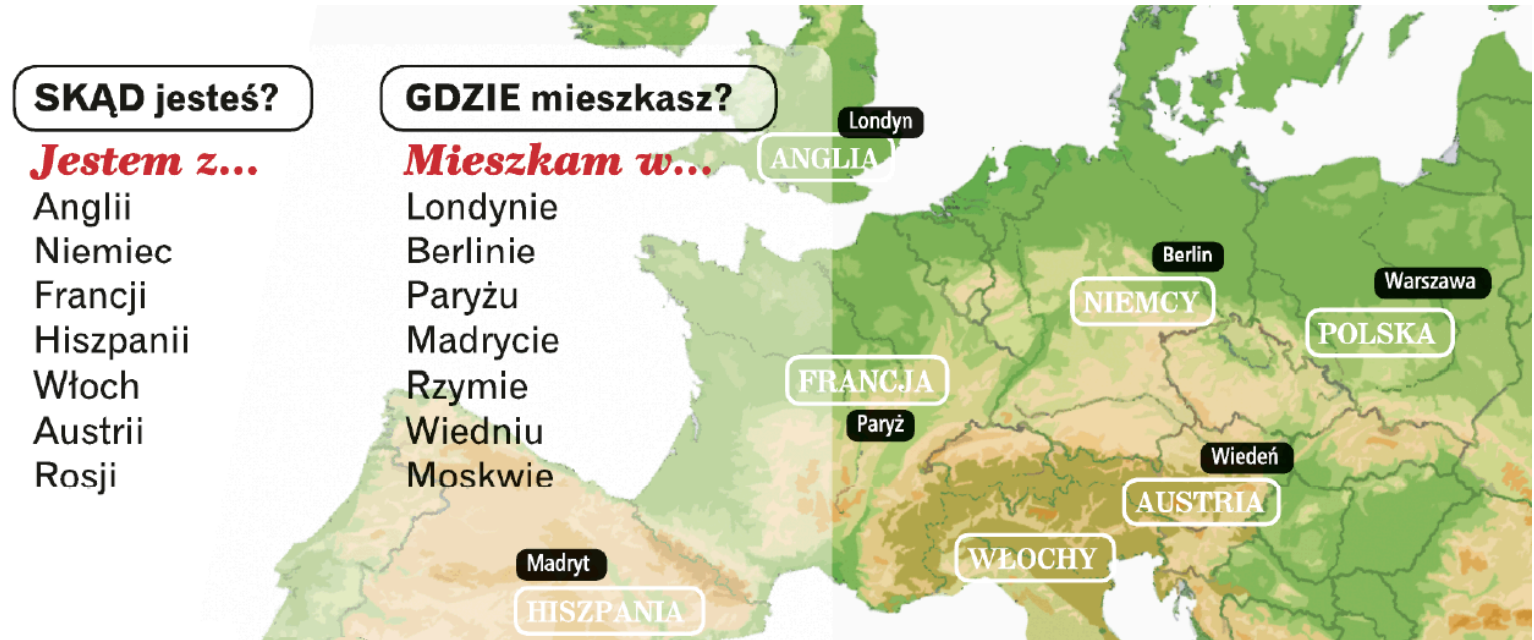 SKĄD jesteś?
Jestem z...
Anglii
Niemiec
Francji
Hiszpanii
Włoch
Austrii
Rosji
GDZIE mieszkasz?
Mieszkam w...
Londynie
Berlinie
Paryżu
Madrycie
Rzymie
Wiedniu
Moskwie
Londyn
ANGLIA
Berlin
NIEMCY
Warszawa
POLSKA
FRANCJA
Paryż
Wiedeń
AUSTRIA
WŁOCHY
Madryt
HISZPANIA